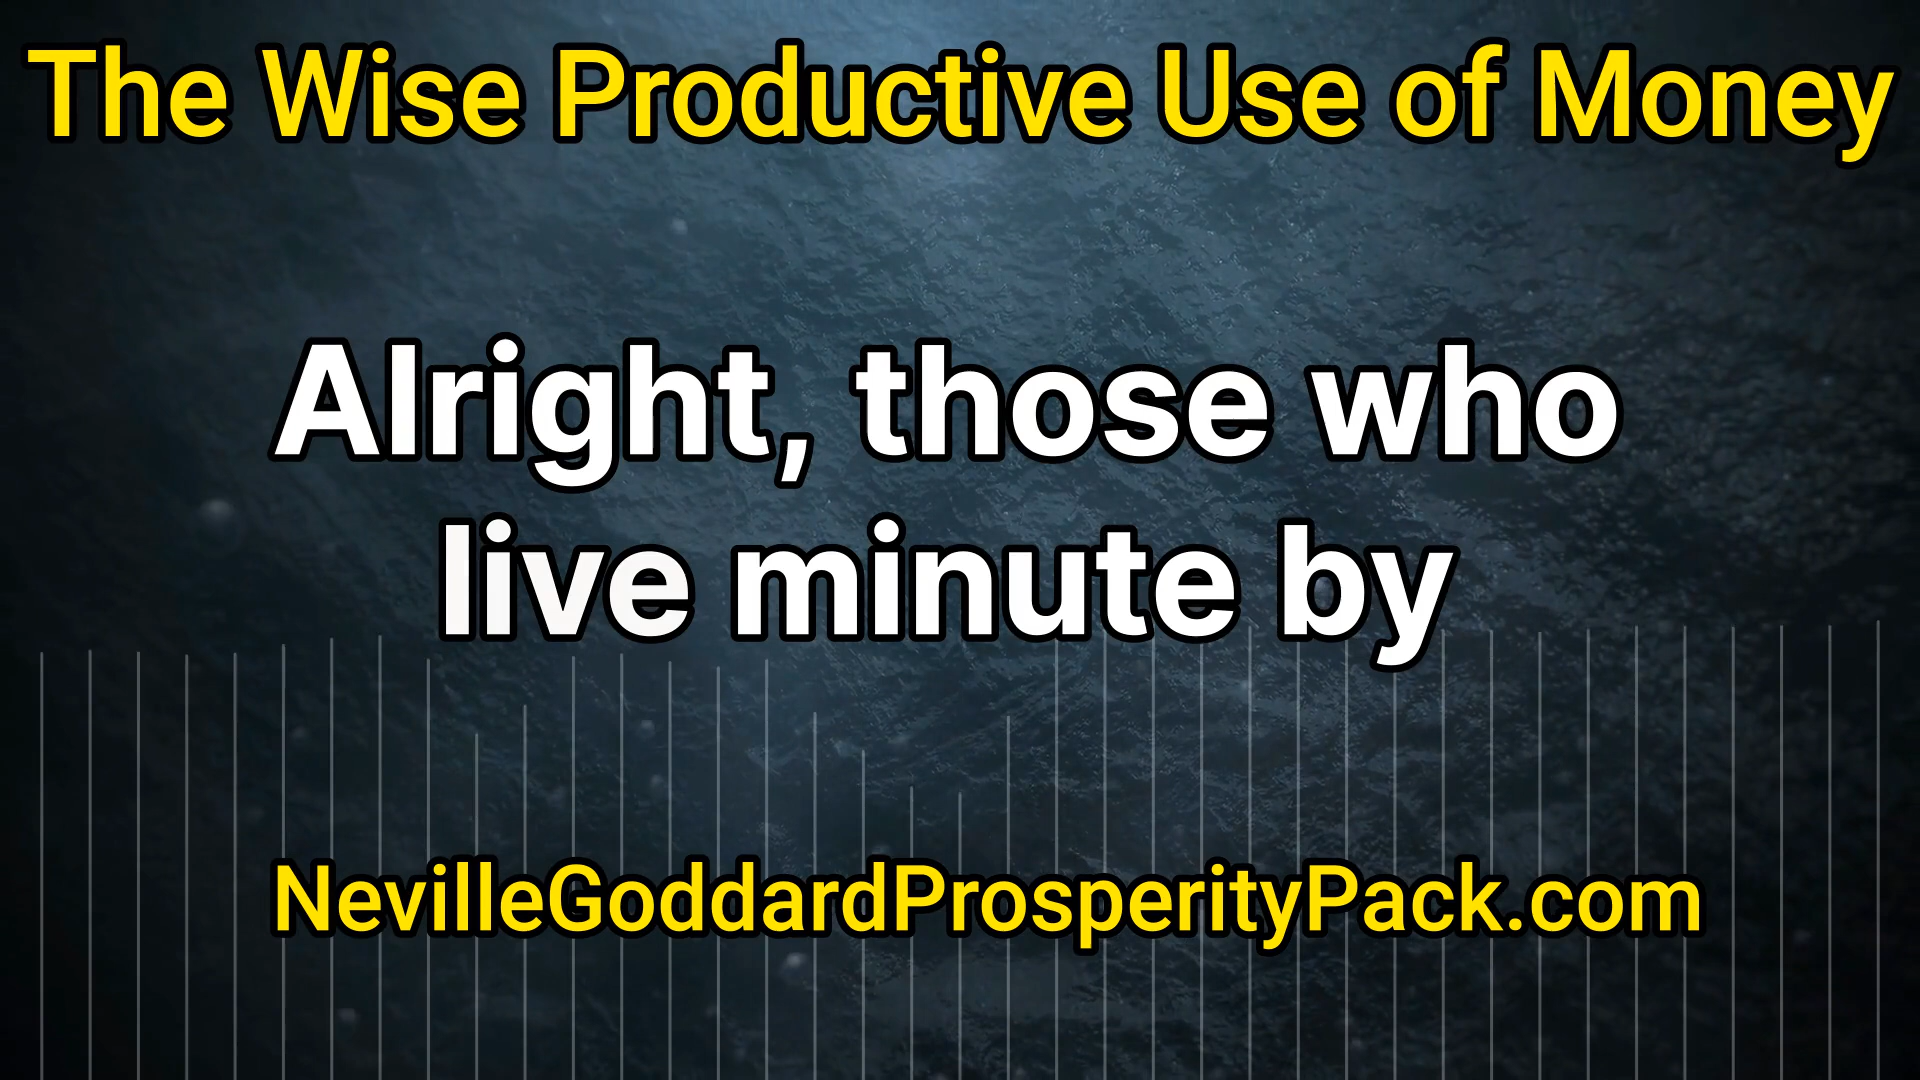 The Wise Productive Use of Money
Alright, those who
live minute by
NevilleGoddardProsperityPack.com